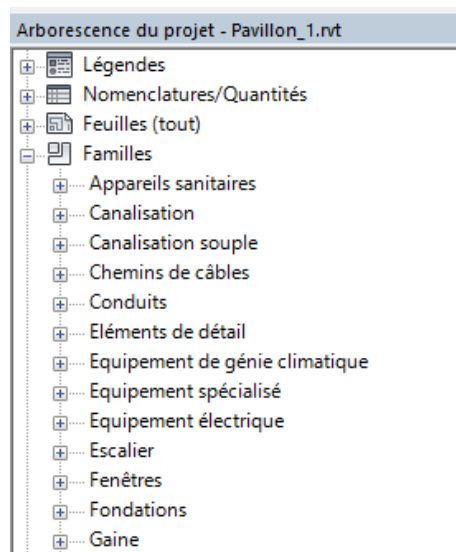 Arborescence du projet - Pavillon_1.rvt
Légendes
Nomenclatures/Quantités
Feuilles (tout)
Familles
Appareils sanitaires
Canalisation
Canalisation souple
Chemins de câbles
Conduits
Eléments de détail
Equipement de génie climatique
Equipement spécialisé
Equipement électrique
Escalier
Fenêtres
Fondations
Gaine